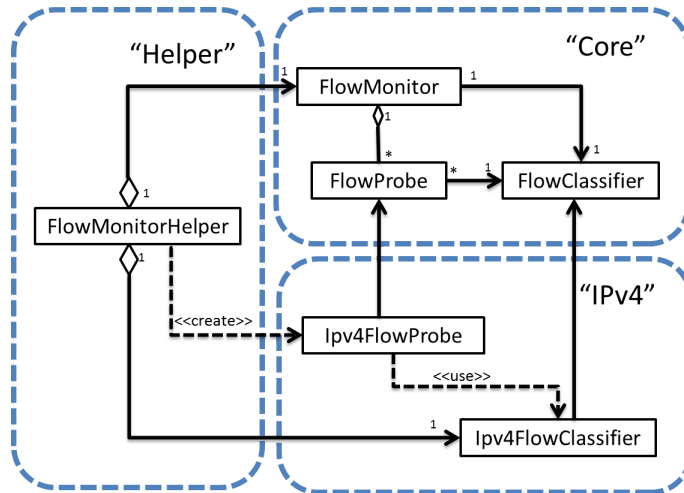 “Helper”
“Core”
1
FlowMonitor
1
1
*
1
FlowProbe
*
1
FlowClassifier
1
FlowMonitorHelper
1
“IPv4”
<<create>>
Ipv4FlowProbe
<<use>>
1
Ipv4FlowClassifier